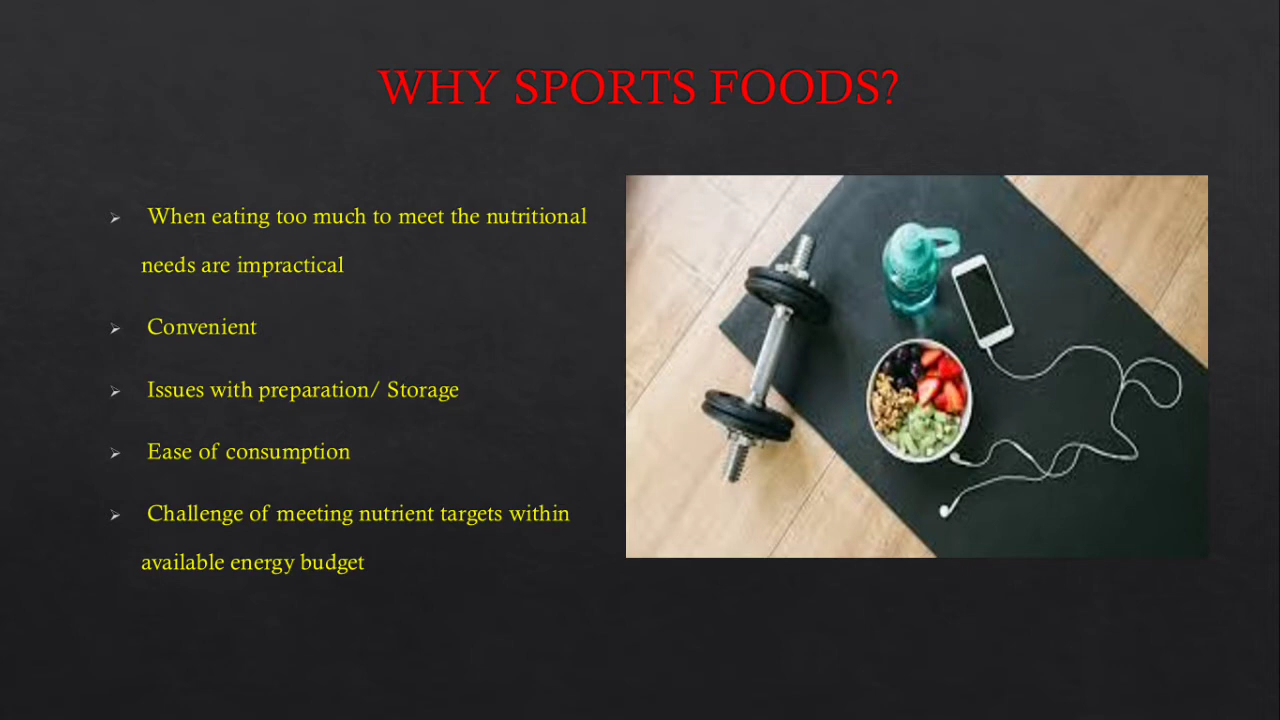 WHY SPORTS FOODS?
When eating too much to meet the nutritional
needs are impractical
Convenient
Issues with preparation/ Storage
Ease of consumption
Challenge of meeting nutrient targets within
available energy budget